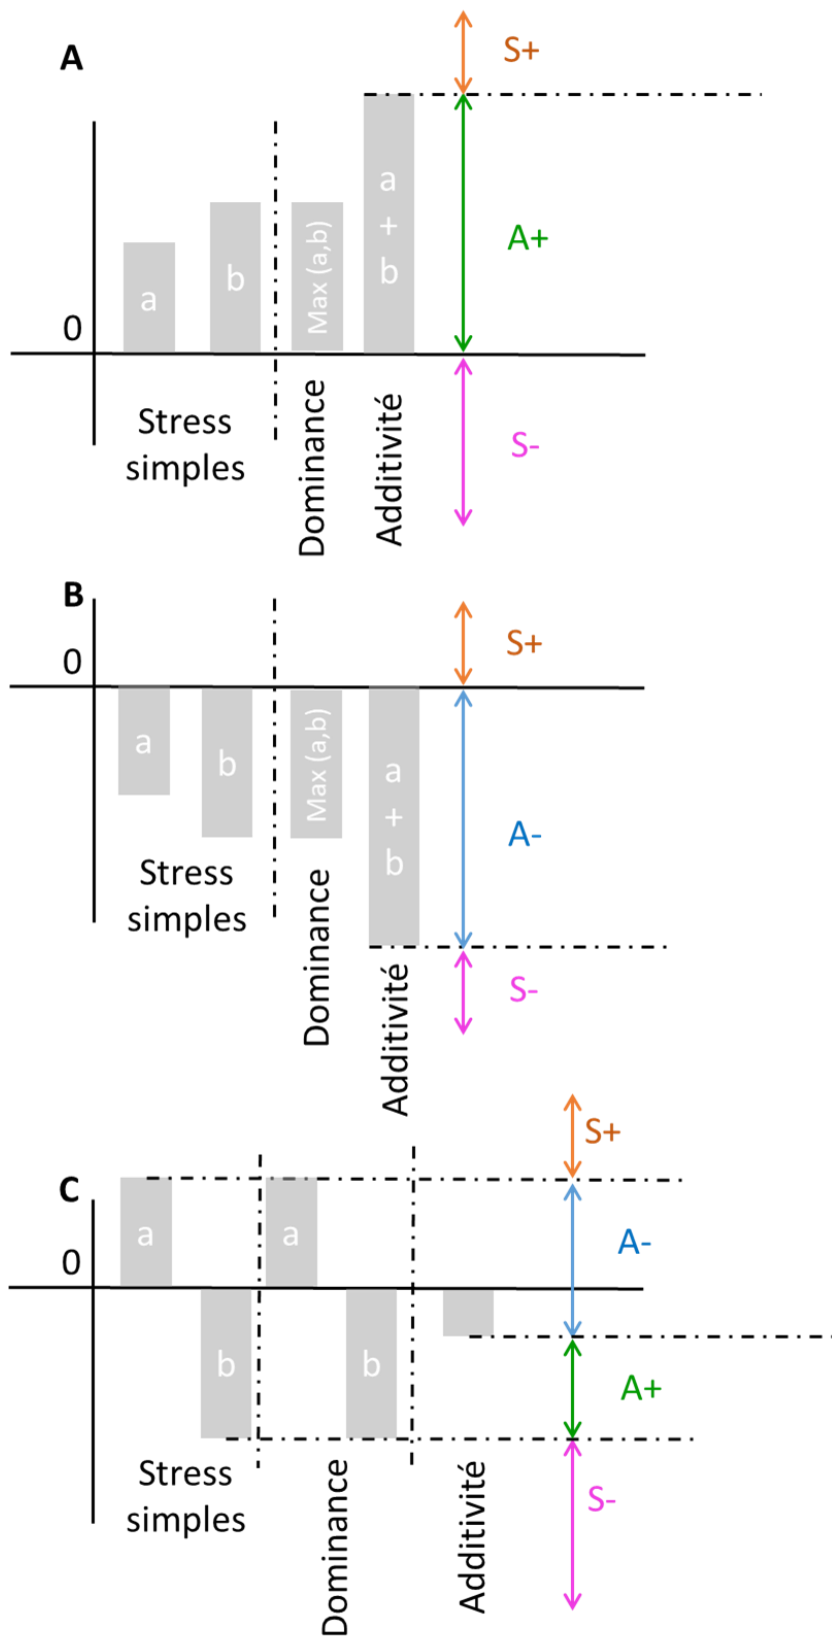 A
S+
a
+
b
A+
a
b
Max (a,b)
0
Stress
simples
Dominance
Additivité
S-
B
S+
0
a
b
Max (a,b)
a
+
b
A-
Stress
simples
Dominance
Additivité
S-
S+
C
a
a
A-
0
b
b
A+
Stress
simples
Dominance
Additivité
S-